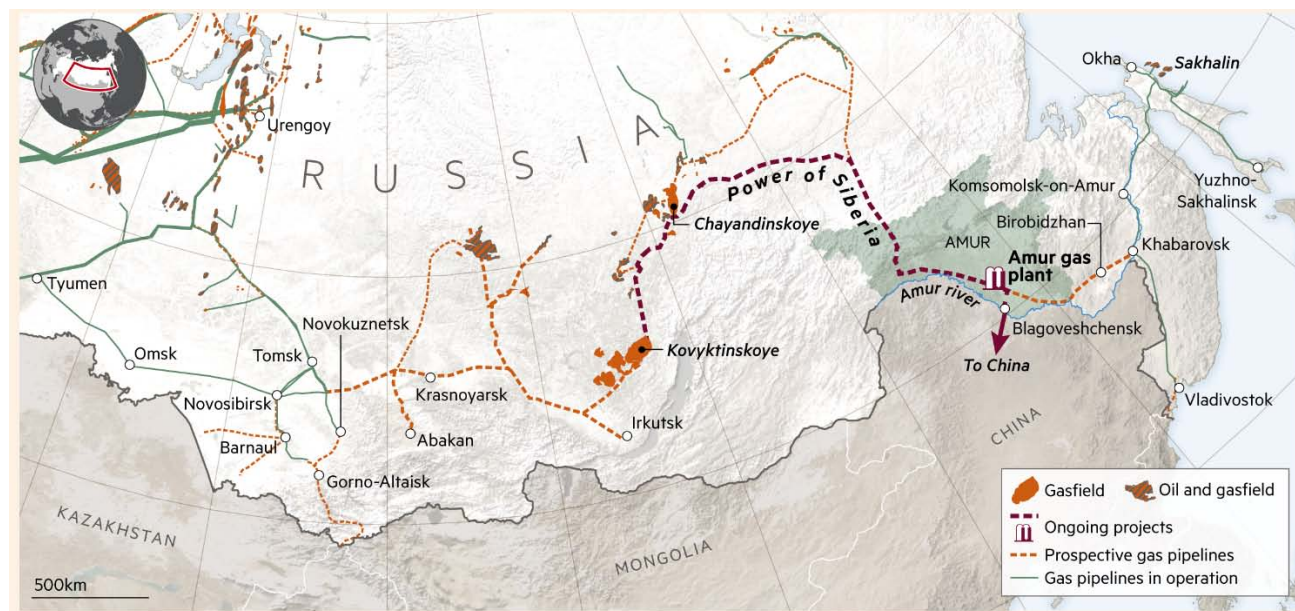 Okha
Sakhalin
Urengoy
RUSSIA
Power of Siberia
Komsomolsk-on-Amur
Yuzhno-
Sakhalinsk
Chayandinskoye
Birobidzhan
AMUR
Khabarovsk
Amur gas
plant
Tyumen
Amur river
Novokuznetsk
Blagoveshchensk
Omsk
Tomsk
Kovyktinskoye
To China
Krasnoyarsk
Novosibirsk
Vladivostok
Irkutsk
Barnaul
Abakan
CHINA
Gorno-Altaisk
KAZAKHSTAN
MONGOLIA
Gasfield
Oil and gasfield
Ongoing projects
Prospective gas pipelines
Gas pipelines in operation
500km